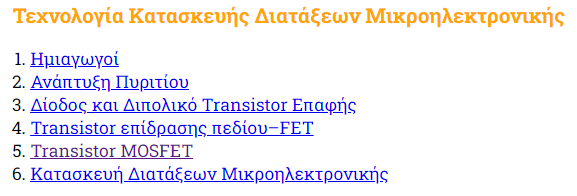 Τεχνολογία Κατασκευής Διατάξεων Μικροηλεκτρονικής
1. Ημιαγωγοί
2. Ανάπτυξη Πυριτίου
3. Δίοδος και Διπολικό Transistor Επαφής
4. Transistor επίδρασης πεδίου–FET
5. Transistor MOSFET
6. Κατασκευή Διατάξεων Μικροηλεκτρονικής